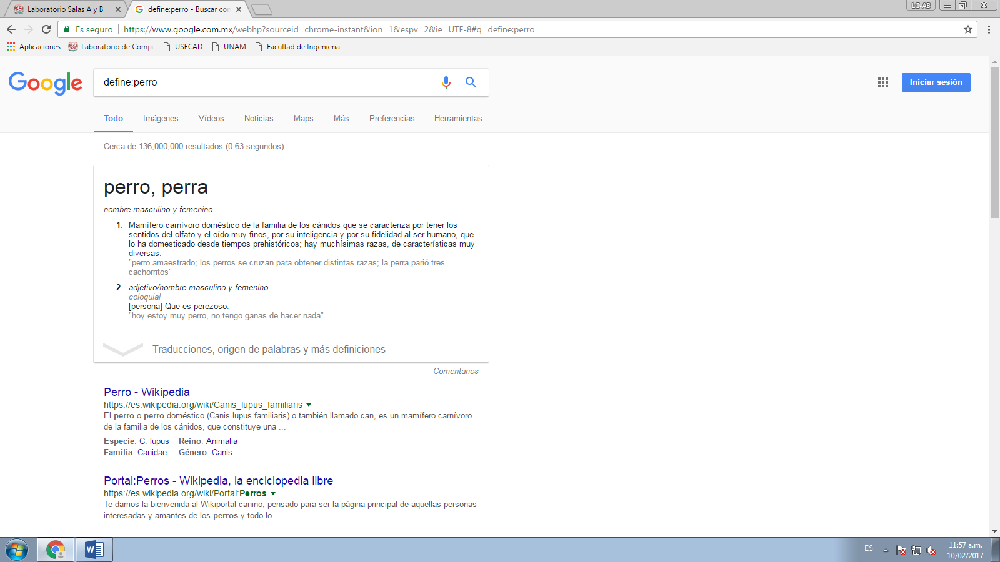 Laboratorio Salas A y B
define:perro - Buscar con
LC-AB
Es seguro
https://www.google.com.mx/webhp?sourceid=chrome-instant&ion=1&espv=2&ie=UTF-8#q=define:perro
Aplicaciones
Laboratorio de Comp
USECAD
UNAM
Facultad de Ingenieria
Google
define:perro
Iniciar sesión
Todo
Imágenes
Vídeos
Noticias
Maps
Más
Preferencias
Herramientas
Cerca de 136,000,000 resultados (0.63 segundos)
perro, perra
nombre masculino y femenino
1. Mamífero carnívoro doméstico de la familia de los cánidos que se caracteriza por tener los
sentidos del olfato y el oído muy finos, por su inteligencia y por su fidelidad al ser humano, que
lo ha domesticado desde tiempos prehistóricos; hay muchísimas razas, de características muy
diversas.
"perro amaestrado; los perros se cruzan para obtener distintas razas; la perra parió tres
cachorritos"
2. adjetivo/nombre masculino y femenino
coloquial
[persona] Que es perezoso.
"hoy estoy muy perro, no tengo ganas de hacer nada"
Traducciones, origen de palabras y más definiciones
Comentarios
Perro - Wikipedia
https://es.wikipedia.org/wiki/Canis_lupus_familiaris
El perro o perro doméstico (Canis lupus familiaris) o también llamado can, es un mamífero carnívoro
de la familia de los cánidos, que constituye una ...
Especie: C. lupus Reino: Animalia
Familia: Canidae Género: Canis
Portal:Perros - Wikipedia, la enciclopedia libre
https://es.wikipedia.org/wiki/Portal:Perros
Te damos la bienvenida al Wikiportal canino, pensado para ser la página principal de aquellas personas
interesadas y amantes de los perros y todo lo ...
W
ES
11:57 a.m.
10/02/2017